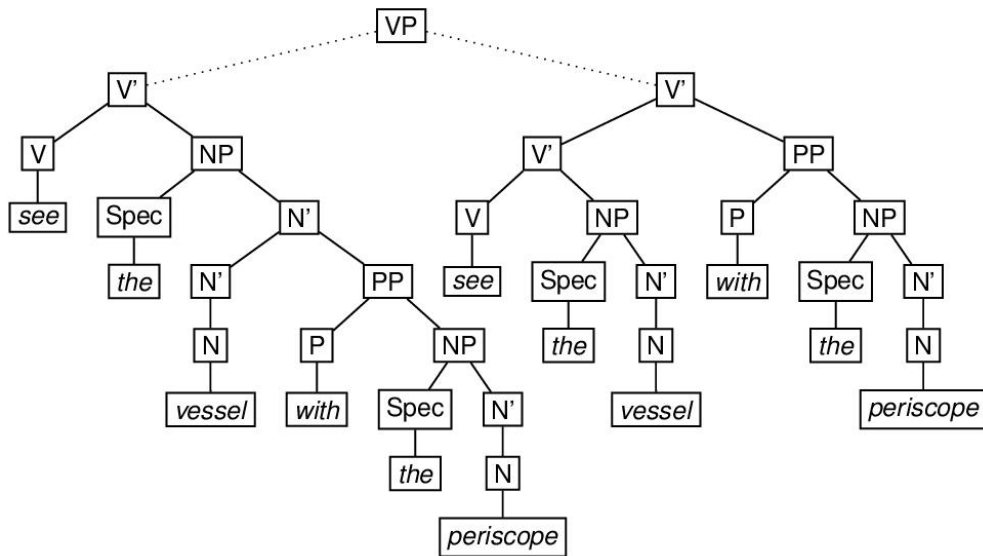 VP
V' V'
V NP V' PP
see Spec N' V NP P NP
the N' PP see Spec N' with Spec N'
N P NP the N the N
vessel with Spec N' vessel periscope
the N
periscope